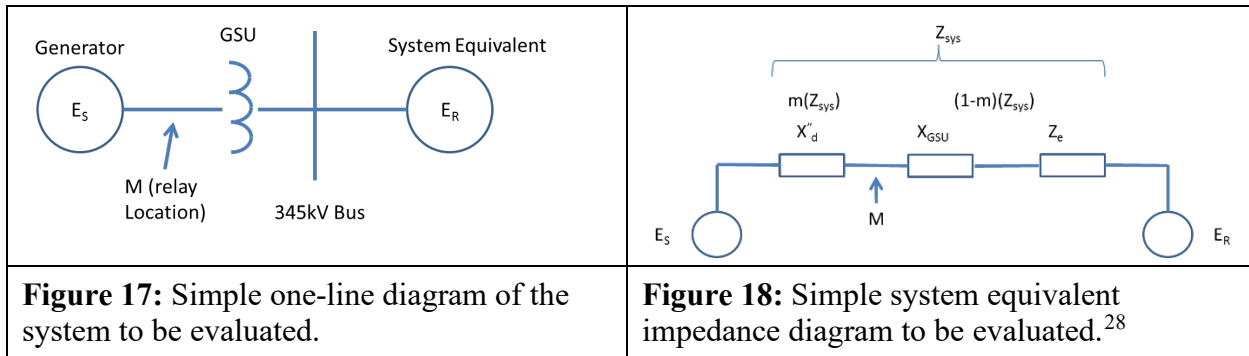 GSU
Generator
System Equivalent
E_S
E_R
M (relay
Location)
345kV Bus
Z_sys
m(Z_sys)
(1-m)(Z_sys)
X"_d
X_GSU
Z_e
M
E_S
E_R
Figure 17: Simple one-line diagram of the
system to be evaluated.
Figure 18: Simple system equivalent
impedance diagram to be evaluated.28